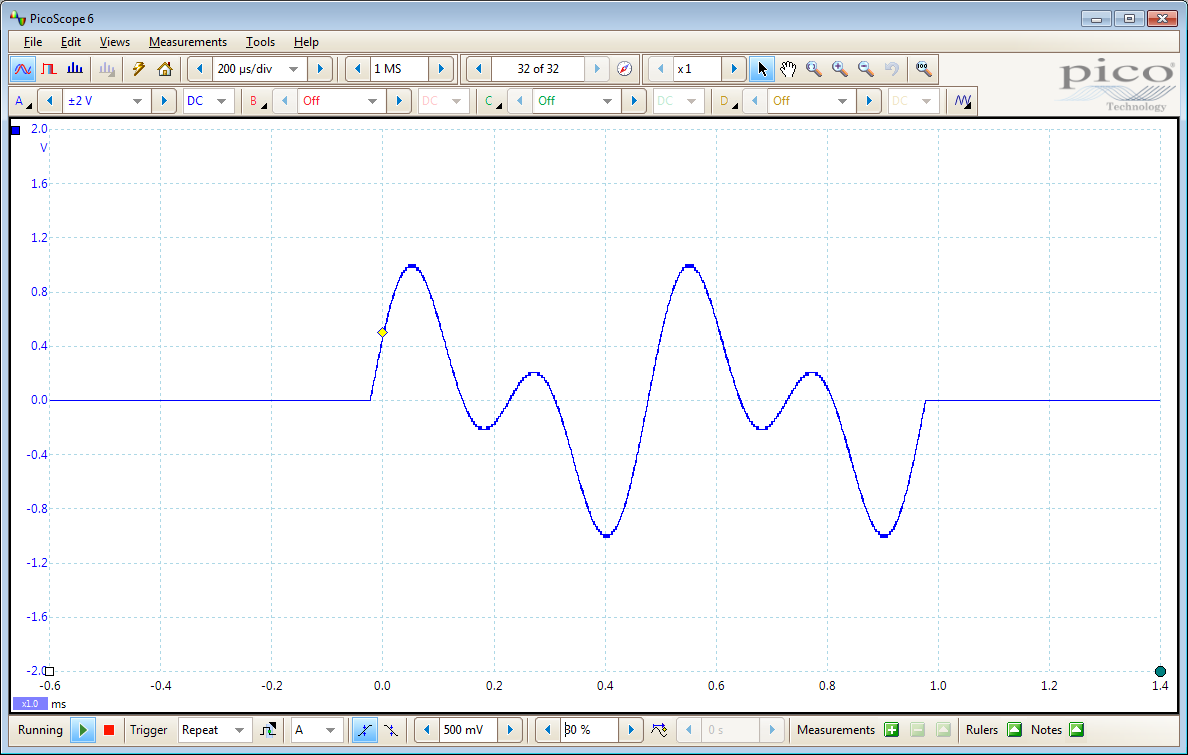 PicoScope 6
File Edit Views Measurements Tools Help
200 µs/div 1 MS 32 of 32 x1
pico
Technology
A ±2 V DC B Off DC C Off DC D Off DC
2.0
V
1.6
1.2
0.8
0.4
0.0
-0.4
-0.8
-1.2
-1.6
-2.0
-0.6 -0.4 -0.2 0.0 0.2 0.4 0.6 0.8 1.0 1.2 1.4
x1.0 ms
Running Trigger Repeat A 500 mV 30 % 0 s Measurements Rulers Notes